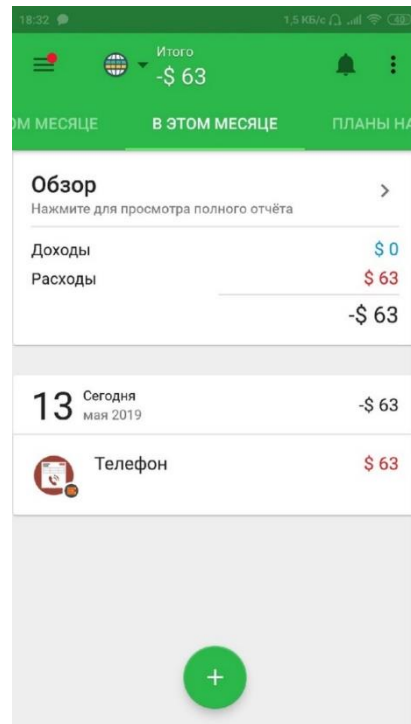 18:32 1,5 КБ/с 49
Итого
-$ 63
ОМ МЕСЯЦЕ В ЭТОМ МЕСЯЦЕ ПЛАНЫ НА
Обзор
Нажмите для просмотра полного отчёта
Доходы $ 0
Расходы $ 63
-$ 63
13 Сегодня -$ 63
мая 2019
Телефон $ 63
+